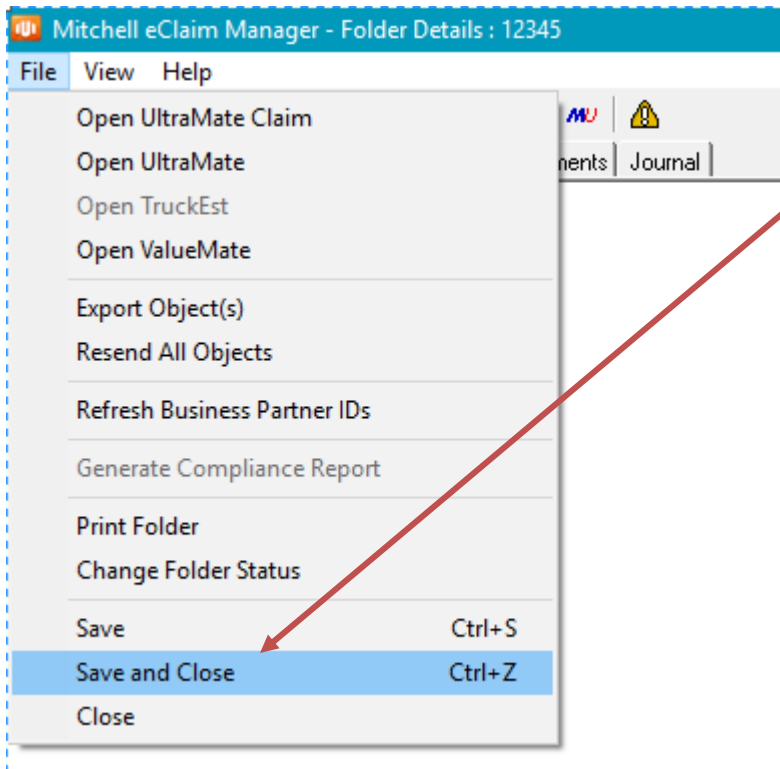 Mitchell eClaim Manager - Folder Details : 12345
File View Help
Open UltraMate Claim
MU
Open UltraMate
Journal
Open TruckEst
Open ValueMate
Export Object(s)
Resend All Objects
Refresh Business Partner IDs
Generate Compliance Report
Print Folder
Change Folder Status
Save Ctrl+S
Save and Close Ctrl+Z
Close